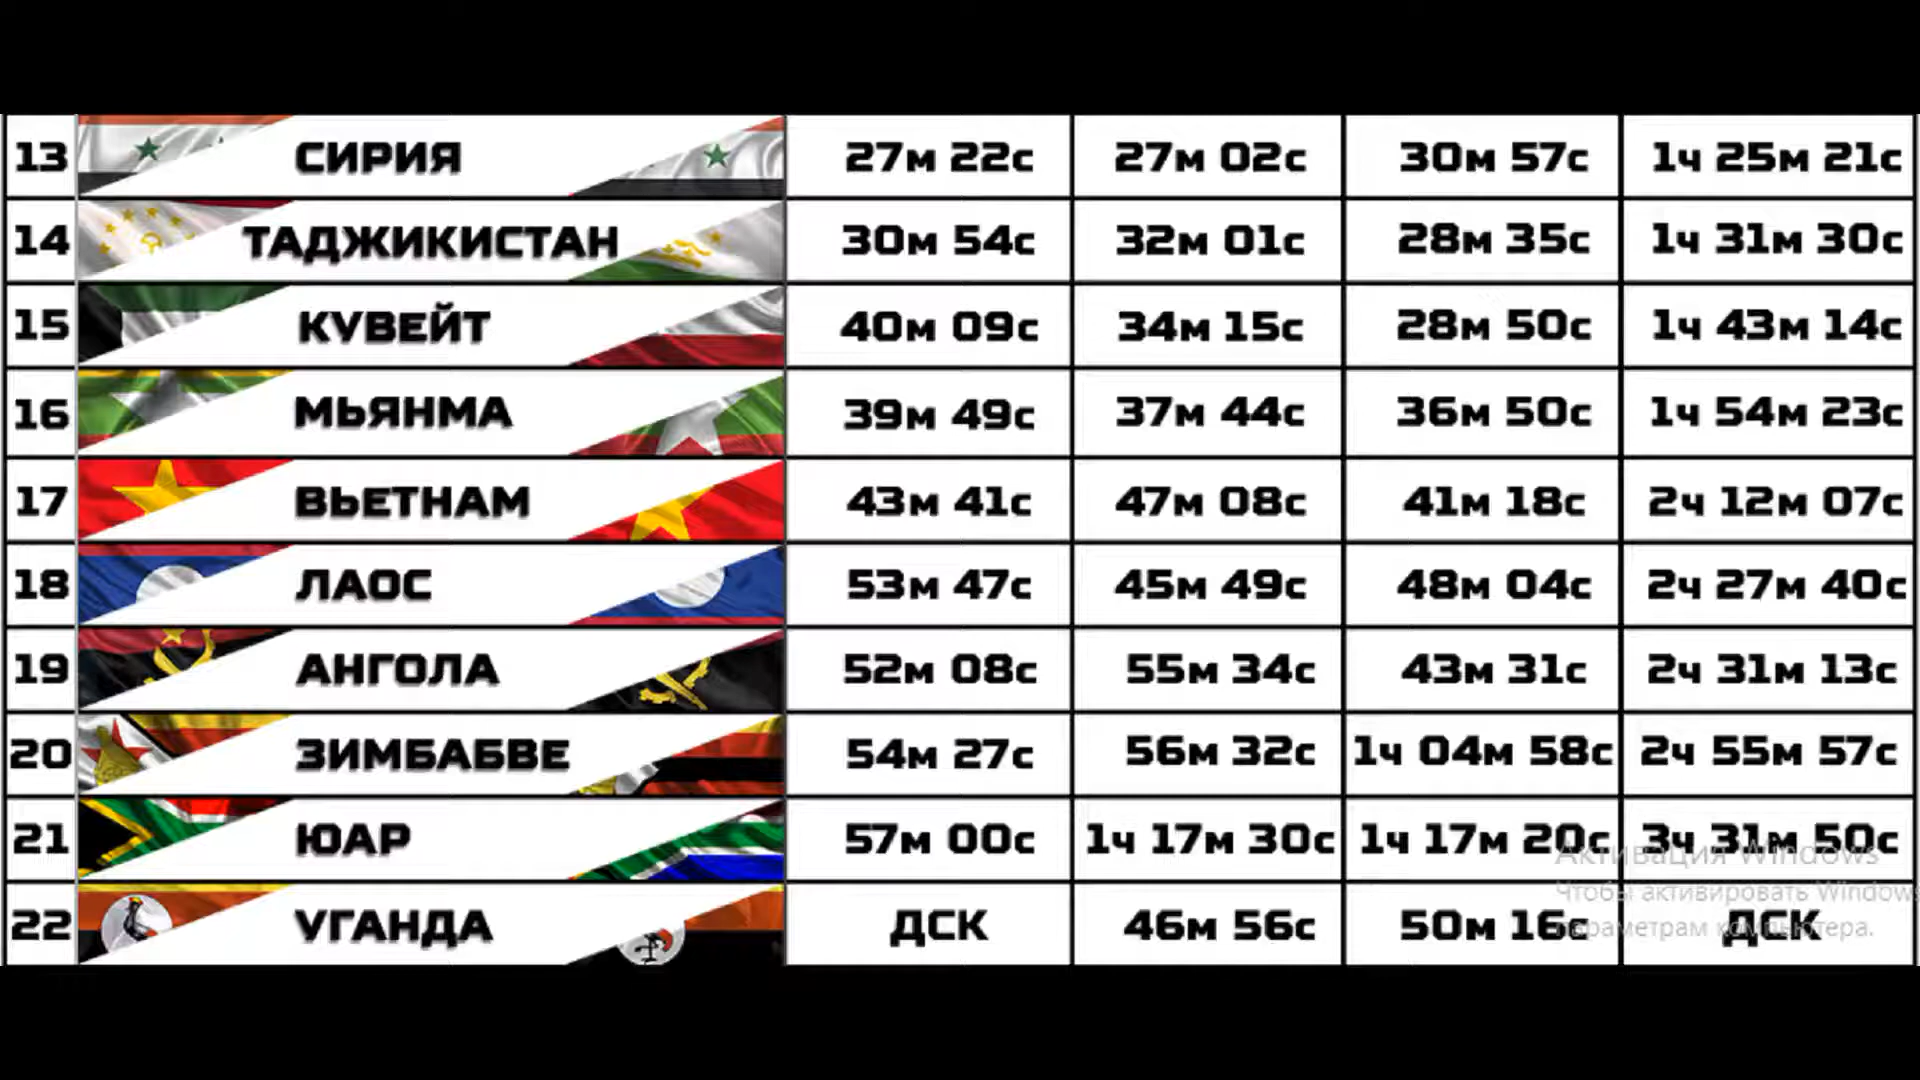 13 СИРИЯ 27м 22с 27м 02с 30м 57с 1ч 25м 21с
14 ТАДЖИКИСТАН 30м 54с 32м 01с 28м 35с 1ч 31м 30с
15 КУВЕЙТ 40м 09с 34м 15с 28м 50с 1ч 43м 14с
16 МЬЯНМА 39м 49с 37м 44с 36м 50с 1ч 54м 23с
17 ВЬЕТНАМ 43м 41с 47м 08с 41м 18с 2ч 12м 07с
18 ЛАОС 53м 47с 45м 49с 48м 04с 2ч 27м 40с
19 АНГОЛА 52м 08с 55м 34с 43м 31с 2ч 31м 13с
20 ЗИМБАБВЕ 54м 27с 56м 32с 1ч 04м 58с 2ч 55м 57с
21 ЮАР 57м 00с 1ч 17м 30с 1ч 17м 20с 3ч 31м 50с
22 УГАНДА ДСК 46м 56с 50м 16с ДСК
Активация Windows
Чтобы активировать Windows
параметрам компьютера.